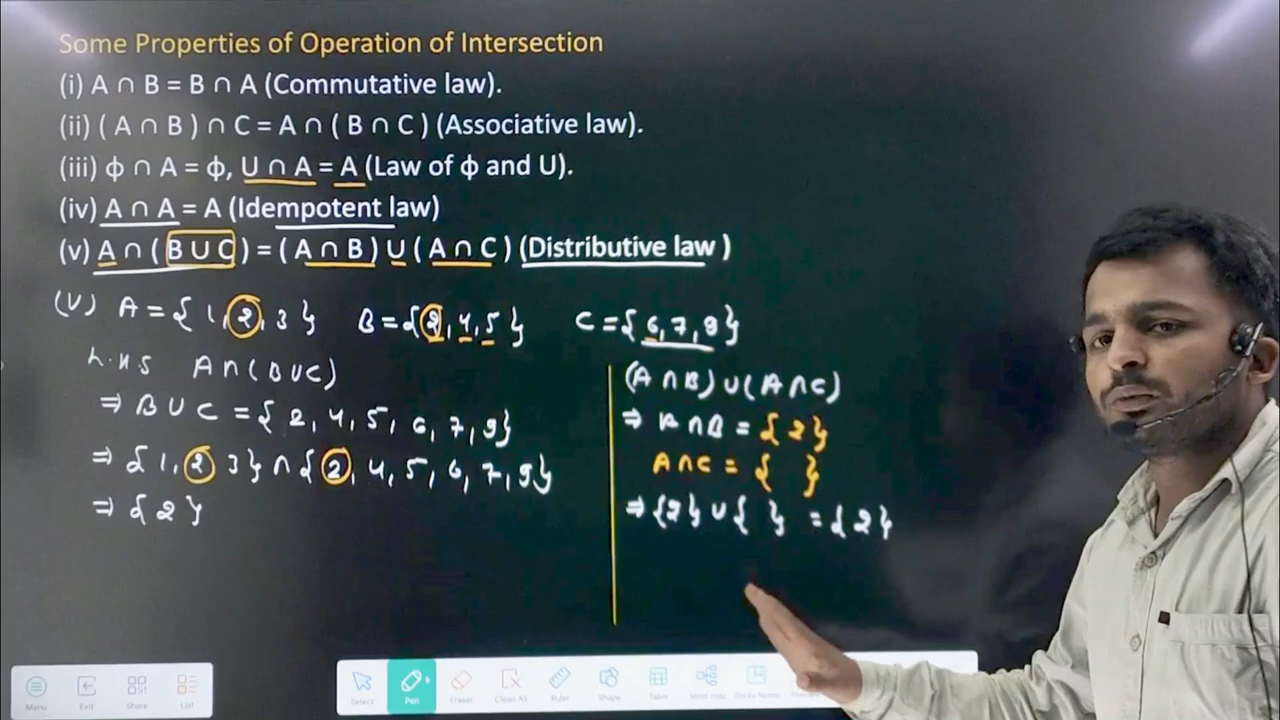 Some Properties of Operation of Intersection
(i) A ∩ B = B ∩ A (Commutative law).
(ii) ( A ∩ B ) ∩ C = A ∩ ( B ∩ C ) (Associative law).
(iii) ϕ ∩ A = ϕ, U ∩ A = A (Law of ϕ and U).
(iv) A ∩ A = A (Idempotent law)
(v) A ∩ ( B U C ) = ( A ∩ B ) U ( A ∩ C ) (Distributive law )
(V) A = { 1, 2, 3 } B = { 2, 4, 5 } C = { 6, 7, 9 }
L.H.S A ∩ ( B U C )
⇒ B U C = { 2, 4, 5, 6, 7, 9 }
⇒ { 1, 2 3 } ∩ { 2, 4, 5, 6, 7, 9 }
⇒ { 2 }
(A ∩ B) U (A ∩ C)
⇒ A ∩ B = { 2 }
A ∩ C = { }
⇒ { 2 } U { } = { 2 }
Menu Exit Share List
Select Pen Eraser Clean All Ruler Shape Table Mind map Sticky Notes